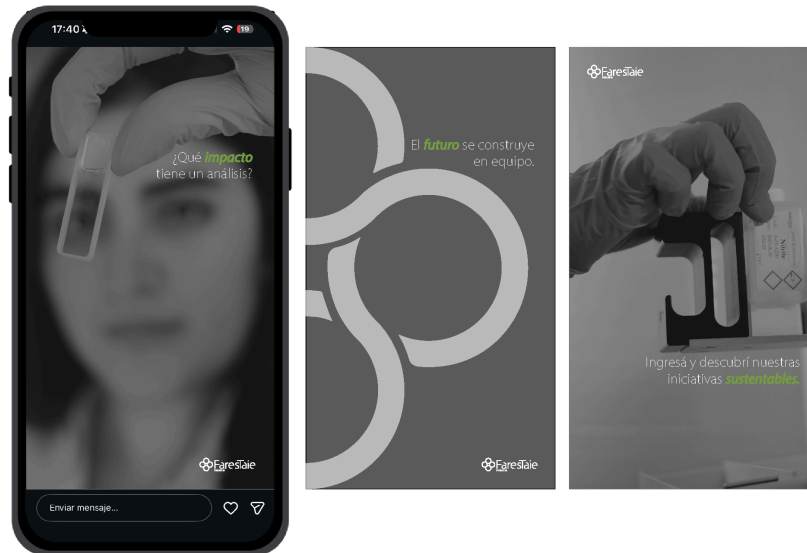 17:40
19
¿Qué impacto
tiene un análisis?
FaresTaie
Enviar mensaje...
El futuro se construye
en equipo.
FaresTaie
FaresTaie
Nitrite
Ingresá y descubrí nuestras
iniciativas sustentables.